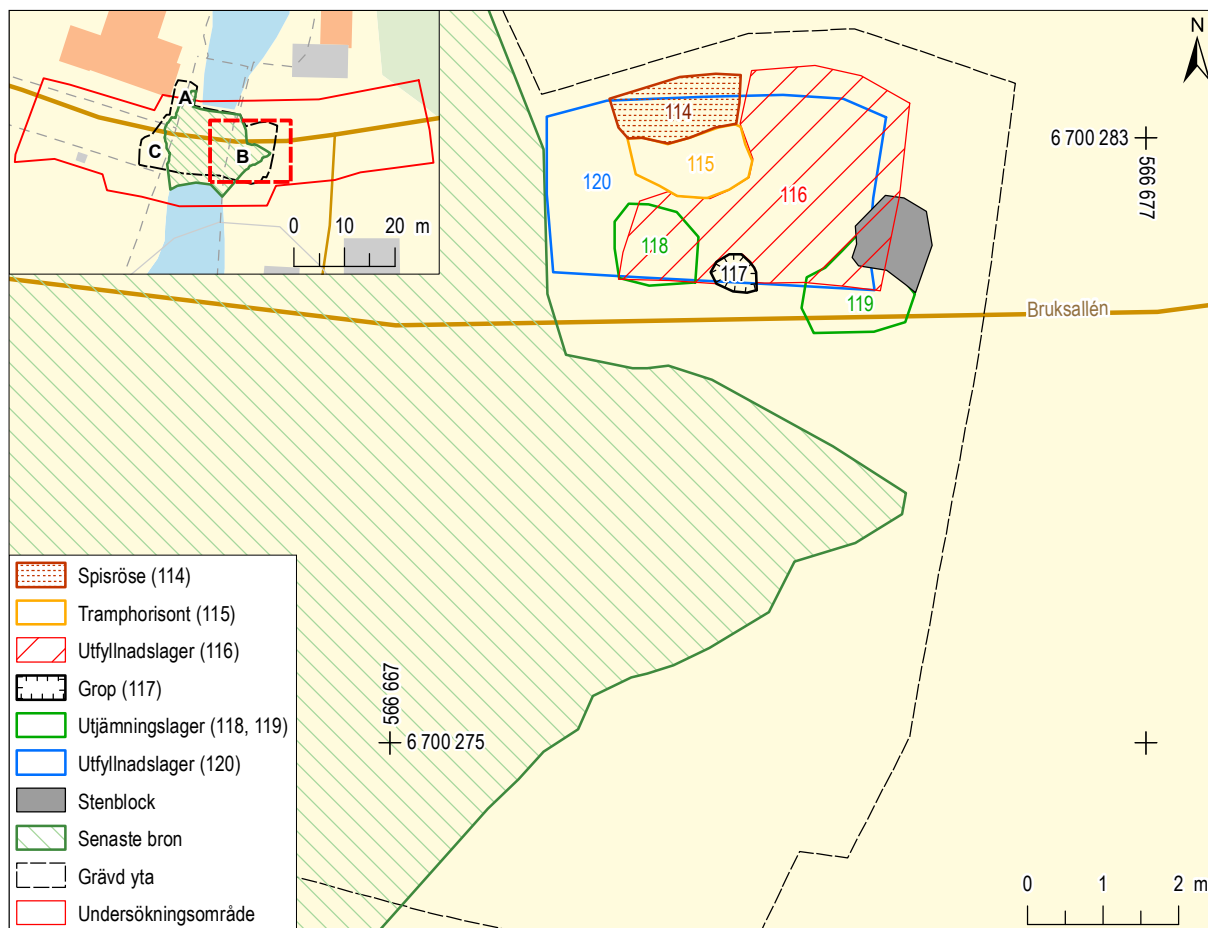 A
C
B
0 10 20 m
N
6 700 283
566 677
114
115
120
116
118
117
119
Bruksallén
566 667
6 700 275
Spisröse (114)
Tramphorisont (115)
Utfyllnadslager (116)
Grop (117)
Utjämningslager (118, 119)
Utfyllnadslager (120)
Stenblock
Senaste bron
Grävd yta
Undersökningsområde
0 1 2 m